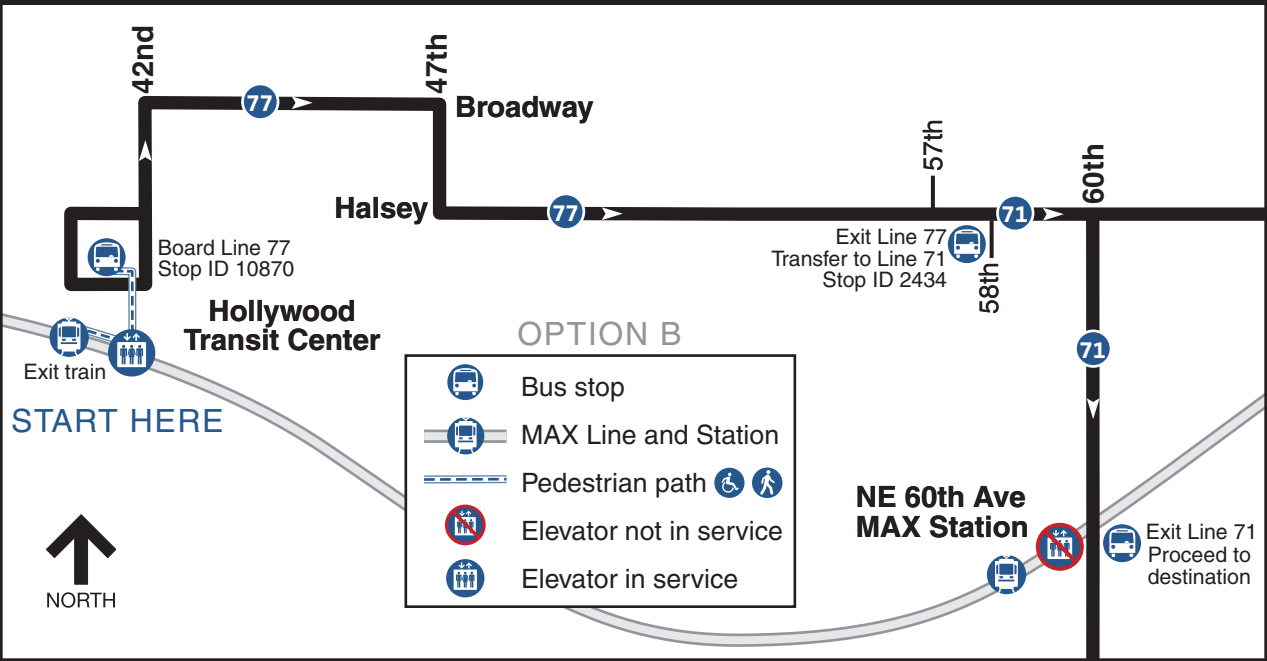 42nd
47th
77
Broadway
57th
60th
Halsey
77
71
Board Line 77
Stop ID 10870
Exit Line 77
Transfer to Line 71
Stop ID 2434
58th
Hollywood
Transit Center
Exit train
START HERE
OPTION B
Bus stop
MAX Line and Station
Pedestrian path
Elevator not in service
Elevator in service
71
NE 60th Ave
MAX Station
Exit Line 71
Proceed to
destination
NORTH